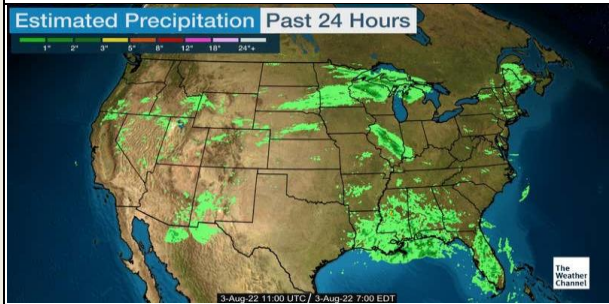 Estimated Precipitation Past 24 Hours
1" 2" 3" 5" 8" 12" 18" 24"+
The
Weather
Channel
3-Aug-22 11:00 UTC / 3-Aug-22 7:00 EDT